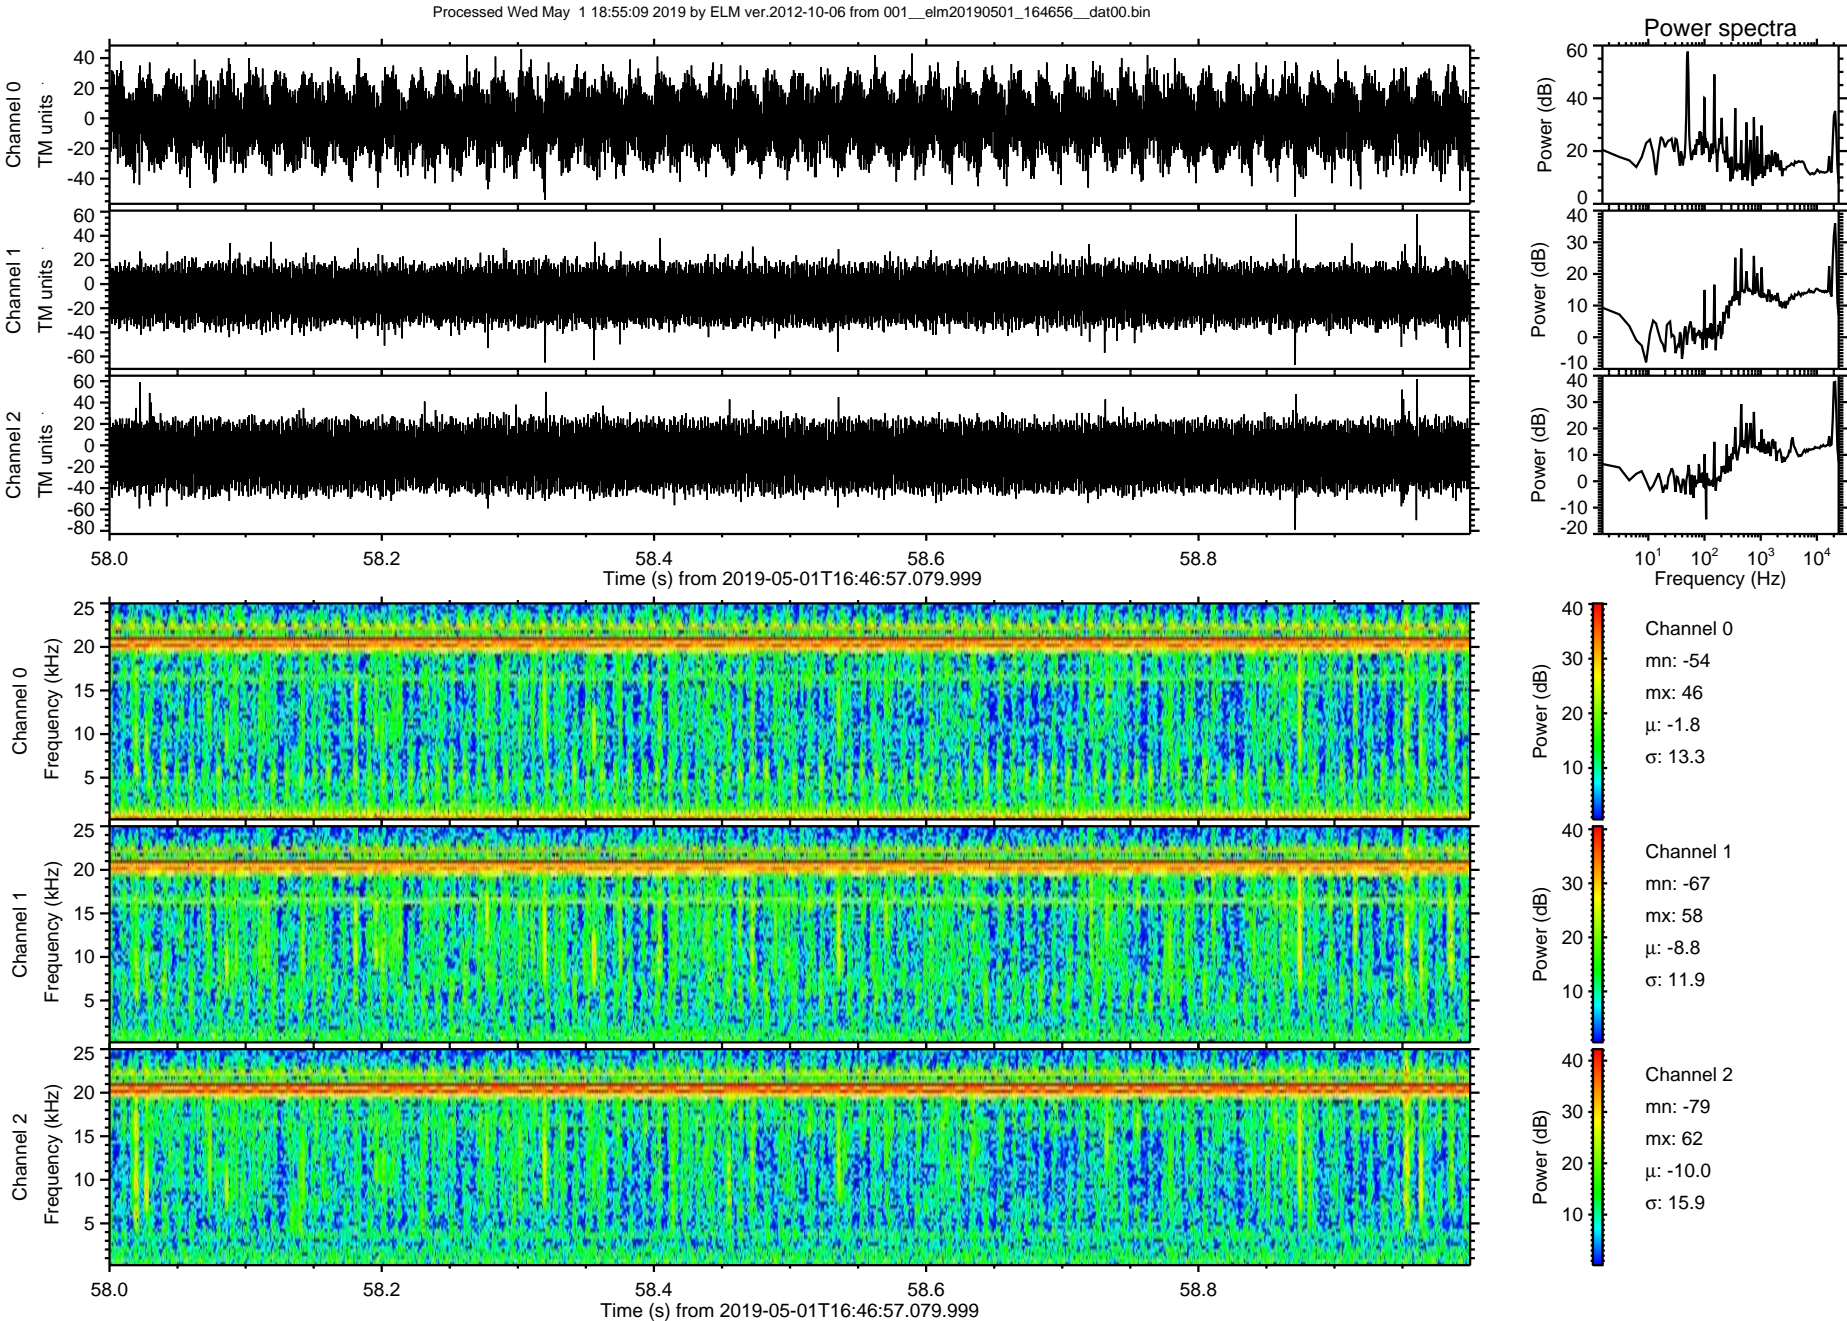 Processed Wed May  1 18:55:09 2019 by ELM ver.2012-10-06 from 001__elm20190501_164656__dat00.bin
Power spectra
Channel 0
TM units
40
20
0
-20
-40
Power (dB)
60
40
20
0
Channel 1
TM units
60
40
20
0
-20
-40
-60
Power (dB)
40
30
20
10
0
-10
Channel 2
TM units
60
40
20
0
-20
-40
-60
-80
Power (dB)
40
30
20
10
0
-10
-20
58.0 58.2 58.4 58.6 58.8
Time (s) from 2019-05-01T16:46:57.079.999
10^1 10^2 10^3 10^4
Frequency (Hz)
Channel 0
Frequency (kHz)
25
20
15
10
5
Power (dB)
40
30
20
10
Channel 0
mn: -54
mx: 46
μ: -1.8
σ: 13.3
Channel 1
Frequency (kHz)
25
20
15
10
5
Power (dB)
40
30
20
10
Channel 1
mn: -67
mx: 58
μ: -8.8
σ: 11.9
Channel 2
Frequency (kHz)
25
20
15
10
5
Power (dB)
40
30
20
10
Channel 2
mn: -79
mx: 62
μ: -10.0
σ: 15.9
58.0 58.2 58.4 58.6 58.8
Time (s) from 2019-05-01T16:46:57.079.999